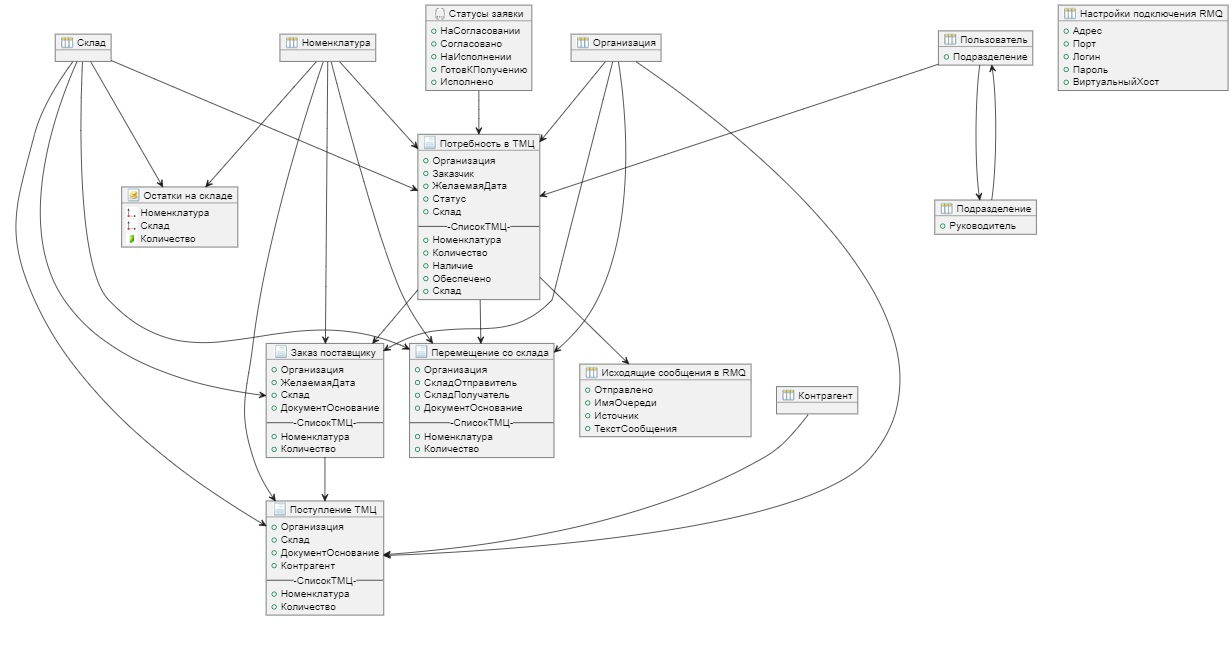 Склад
Номенклатура
Статусы заявки
НаСогласовании
Согласовано
НаИсполнении
ГотовКПолучению
Исполнено
Организация
Пользователь
Подразделение
Настройки подключения RMQ
Адрес
Порт
Логин
Пароль
ВиртуальныйХост
Остатки на складе
Номенклатура
Склад
Количество
Потребность в ТМЦ
Организация
Заказчик
ЖелаемаяДата
Статус
Склад
-СписокТМЦ-
Номенклатура
Количество
Наличие
Обеспечено
Склад
Подразделение
Руководитель
Заказ поставщику
Организация
ЖелаемаяДата
Склад
ДокументОснование
-СписокТМЦ-
Номенклатура
Количество
Перемещение со склада
Организация
СкладОтправитель
СкладПолучатель
ДокументОснование
-СписокТМЦ-
Номенклатура
Количество
Исходящие сообщения в RMQ
Отправлено
ИмяОчереди
Источник
ТекстСообщения
Контрагент
Поступление ТМЦ
Организация
Склад
ДокументОснование
Контрагент
-СписокТМЦ-
Номенклатура
Количество